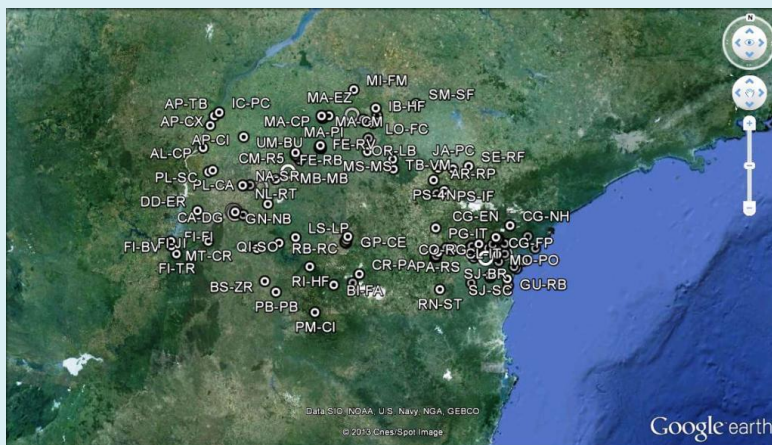 N
MI-FM
SM-SF
MA-EZ
AP-TB
IC-PC
IB-HF
AP-CX
MA-CP
MA-CM
MA-PI
LO-FC
AP-CI
UM-BU
FE-RV
AL-CP
CM-R5
FE-RB
OR-LB
JA-PC
SE-RF
MS-MS
TB-VM
AR-RP
PL-SC
NA-SR
MB-MB
PL-CA
NL-RT
PS-4N
PS-IF
DD-ER
CA-DG
GN-NB
LS-LP
CG-EN
CG-NH
PG-IT
FI-FI
FI-BV
QI-SC
RB-RC
GP-CE
CG-FP
MT-CR
MO-PO
FI-TR
CR-PA
PA-RS
SJ-BR
BS-ZR
RI-HF
BI-FA
RN-ST
SJ-SC
GU-RB
PB-PB
PM-CI
Data SIO, NOAA, U.S. Navy, NGA, GEBCO
© 2013 Cnes/Spot Image
Google earth